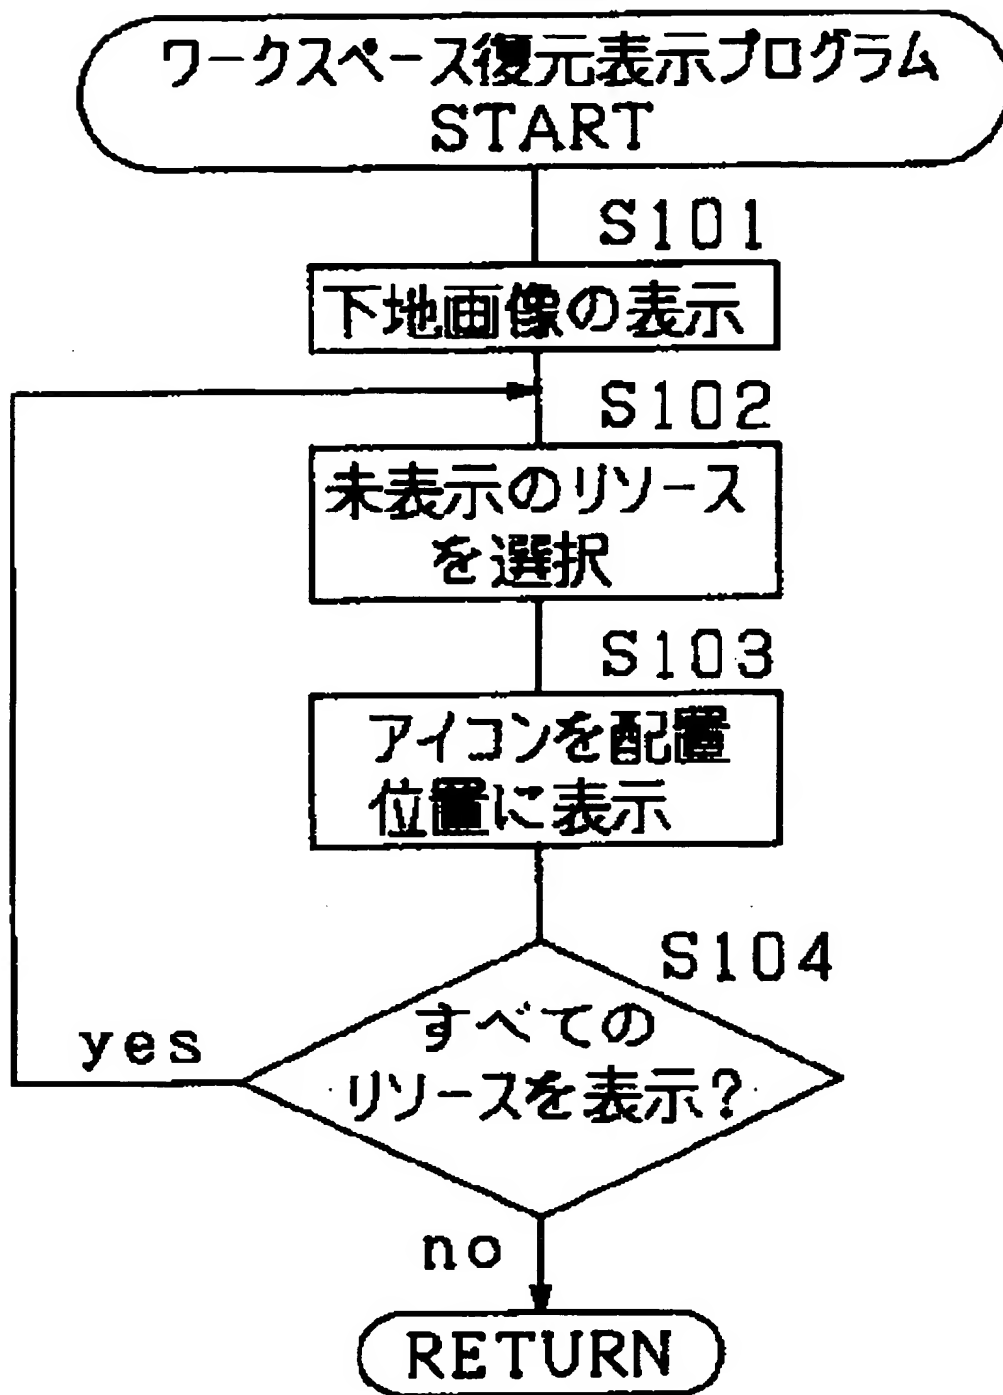 ワークスペース復元表示プログラム
START
S101
下地画像の表示
S102
未表示のリソース
を選択
S103
アイコンを配置
位置に表示
S104
すべての
リソースを表示?
yes
no
RETURN